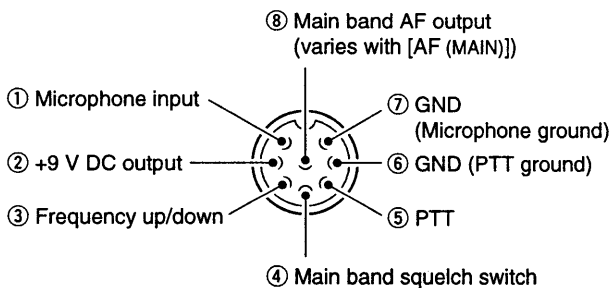 ⑧ Main band AF output
(varies with [AF (MAIN)])
① Microphone input
⑦ GND
(Microphone ground)
② +9 V DC output
⑥ GND (PTT ground)
③ Frequency up/down
⑤ PTT
④ Main band squelch switch